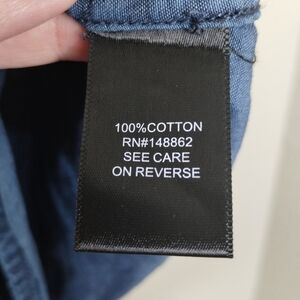 100%COTTON
RN#148862
SEE CARE
ON REVERSE